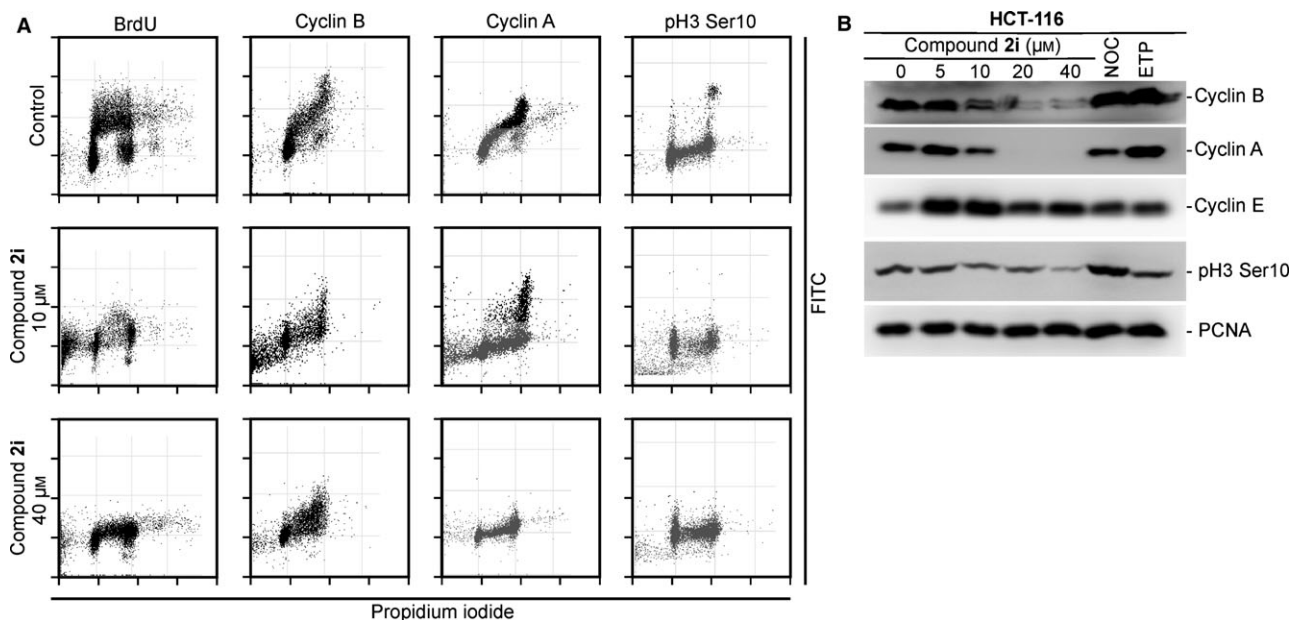 A
BrdU
Cyclin B
Cyclin A
pH3 Ser10
Control
Compound 2i
10 μM
Compound 2i
40 μM
FITC
Propidium iodide
B
HCT-116
Compound 2i (μM)
0 5 10 20 40 NOC ETP
-Cyclin B
-Cyclin A
-Cyclin E
-pH3 Ser10
-PCNA